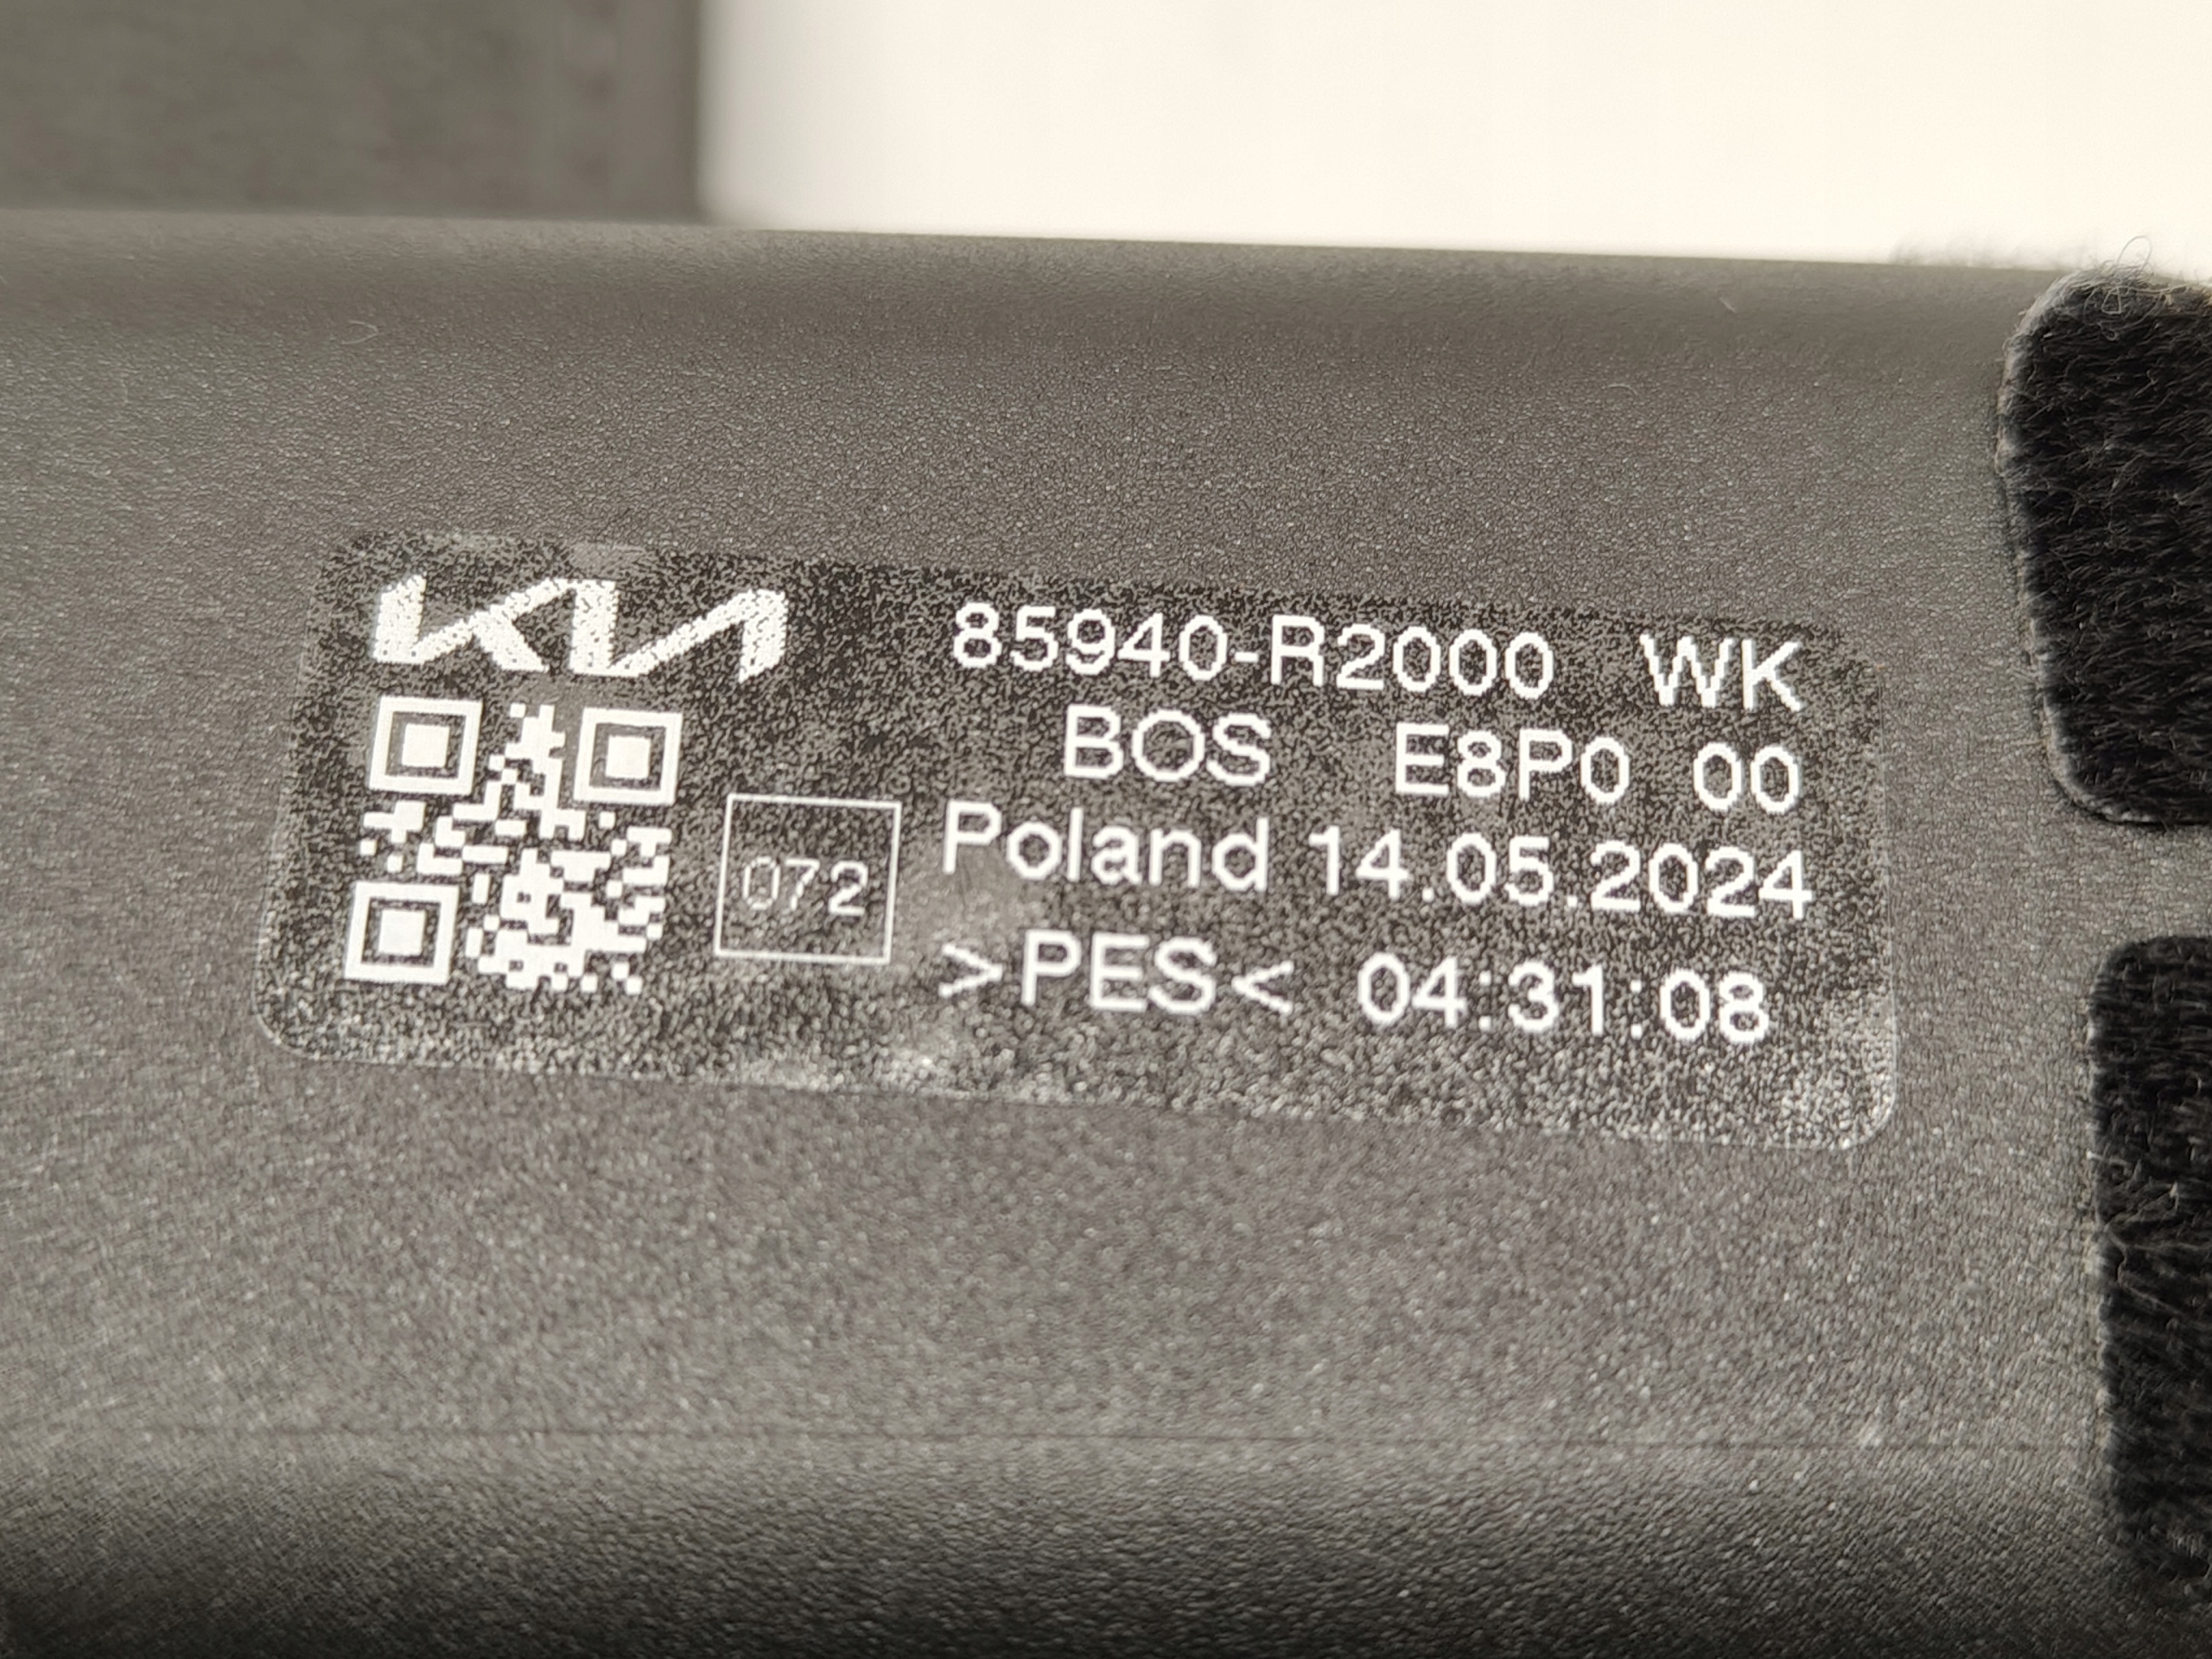 KIA 85940-R2000 WK
BOS E8P0 00
072 Poland 14.05.2024
>PES< 04:31:08